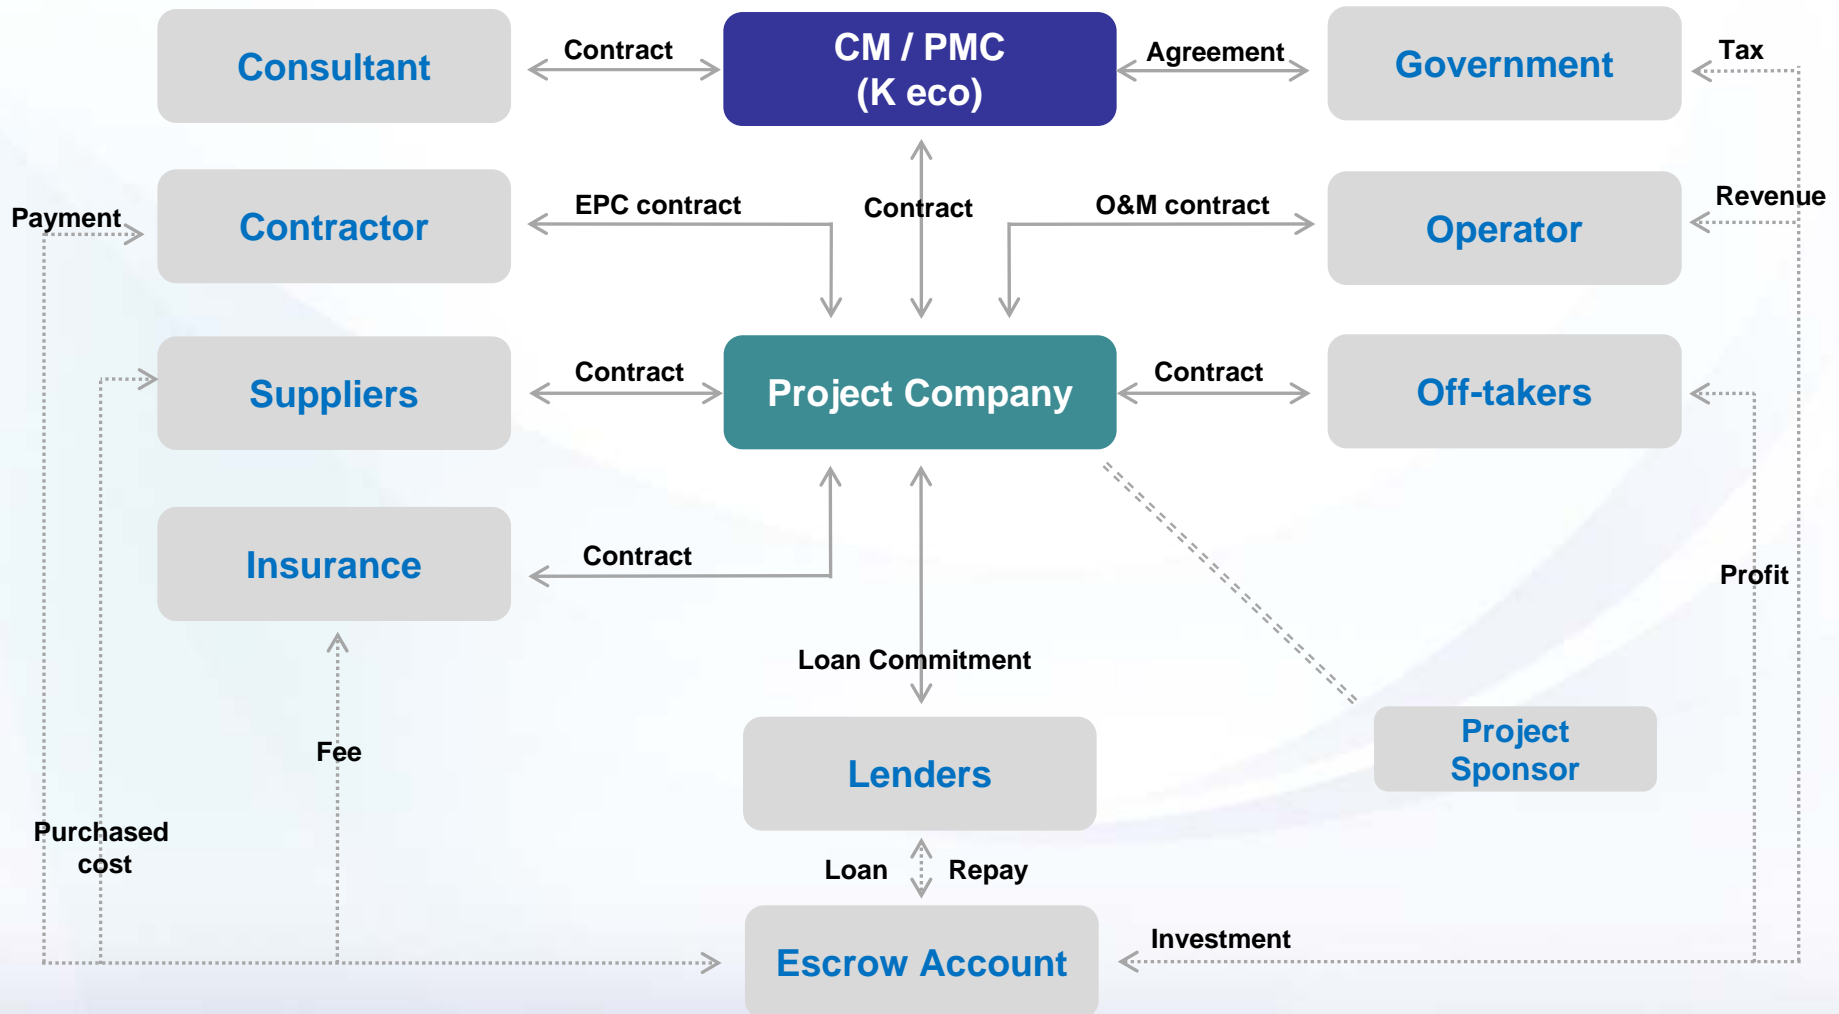 Consultant
Contract
CM / PMC
(K eco)
Agreement
Government
Tax
Payment
Contractor
EPC contract
Contract
O&M contract
Operator
Revenue
Suppliers
Contract
Project Company
Contract
Off-takers
Insurance
Contract
Profit
Loan Commitment
Fee
Lenders
Project
Sponsor
Purchased
cost
Loan
Repay
Escrow Account
Investment